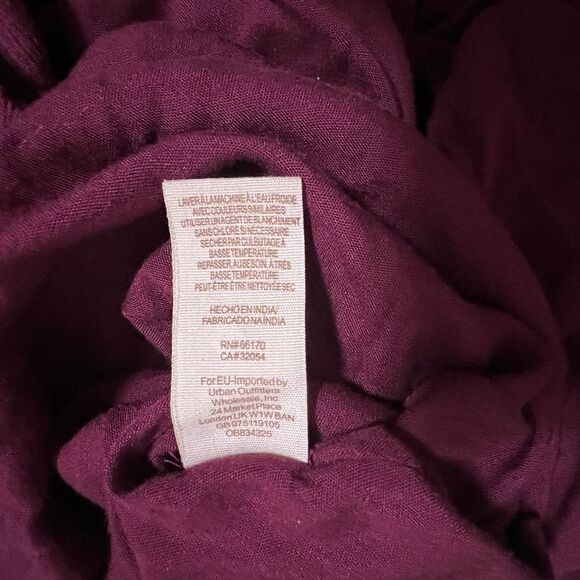 LAVER À LA MACHINE À L'EAU FROIDE
AVEC COULEURS SIMILAIRES
UTILISER UN AGENT DE BLANCHIMENT
SANS CHLORE SI NÉCESSAIRE
SECHER PAR CULBUTAGE À
BASSE TEMPÉRATURE
REPASSER, AU BESOIN, À TRÈS
BASSE TEMPÉRATURE
PEUT-ÊTRE ÊTRE NETTOYÉE SEC
HECHO EN INDIA/
FABRICADO NA ÍNDIA
RN# 66170
CA# 32054
For EU-Imported by
Urban Outfitters
Wholesale, Inc
24 Market Place
London UK W1W 8AN
GB 975119105
OB834325